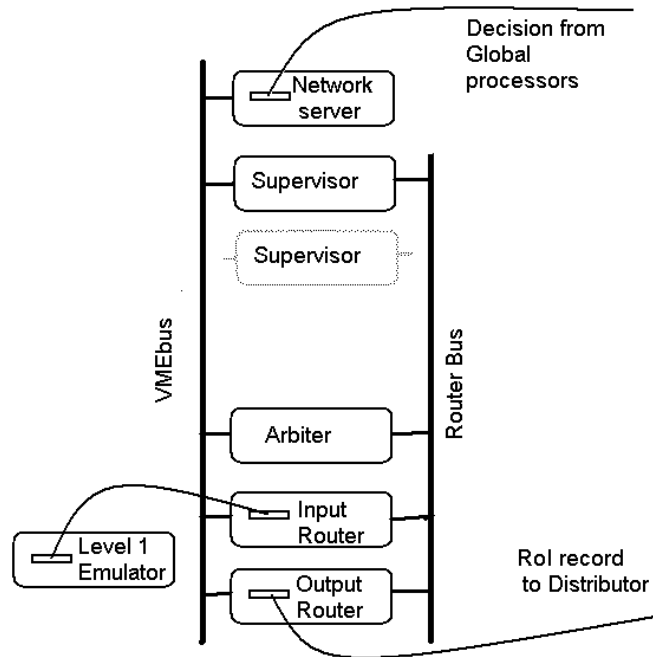 Decision from
Global
processors
Network
server
Supervisor
Supervisor
VMEbus
Router Bus
Arbiter
Input
Router
Level 1
Emulator
Output
Router
RoI record
to Distributor